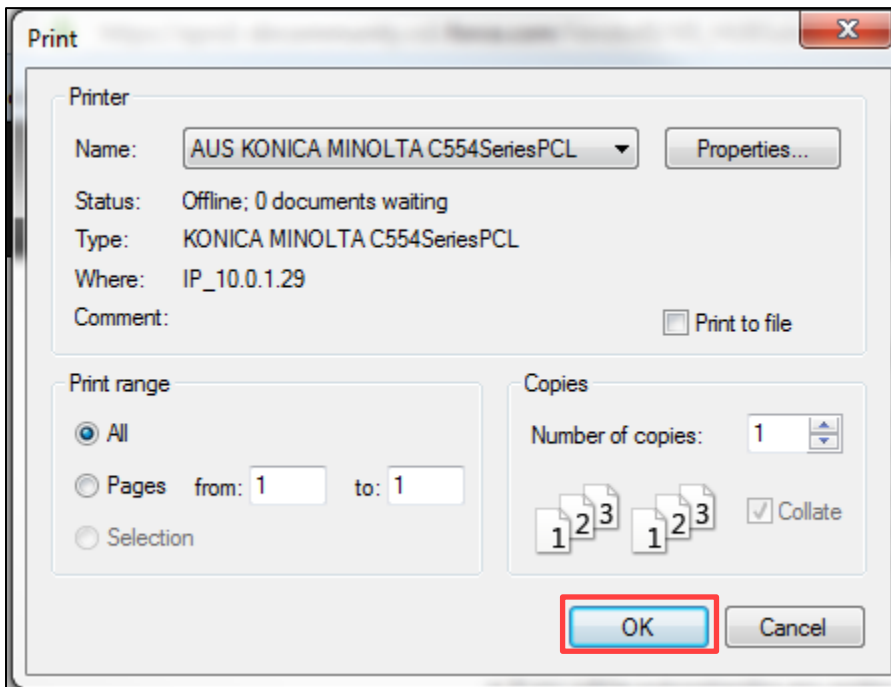 Print
Printer
Name: AUS KONICA MINOLTA C554SeriesPCL Properties...
Status: Offline; 0 documents waiting
Type: KONICA MINOLTA C554SeriesPCL
Where: IP_10.0.1.29
Comment: Print to file
Print range
All
Pages from: 1 to: 1
Selection
Copies
Number of copies: 1
1 2 3 1 2 3 Collate
OK Cancel